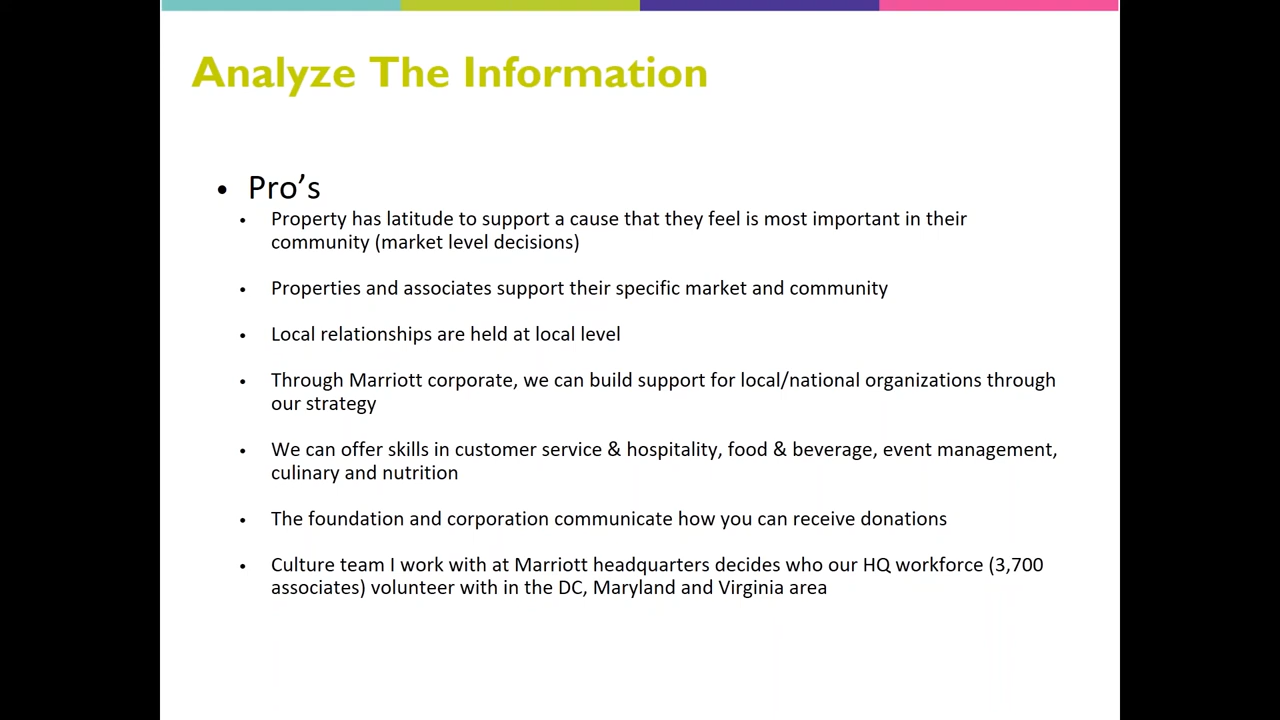 Analyze The Information
• Pro’s
• Property has latitude to support a cause that they feel is most important in their
community (market level decisions)
• Properties and associates support their specific market and community
• Local relationships are held at local level
• Through Marriott corporate, we can build support for local/national organizations through
our strategy
• We can offer skills in customer service & hospitality, food & beverage, event management,
culinary and nutrition
• The foundation and corporation communicate how you can receive donations
• Culture team I work with at Marriott headquarters decides who our HQ workforce (3,700
associates) volunteer with in the DC, Maryland and Virginia area